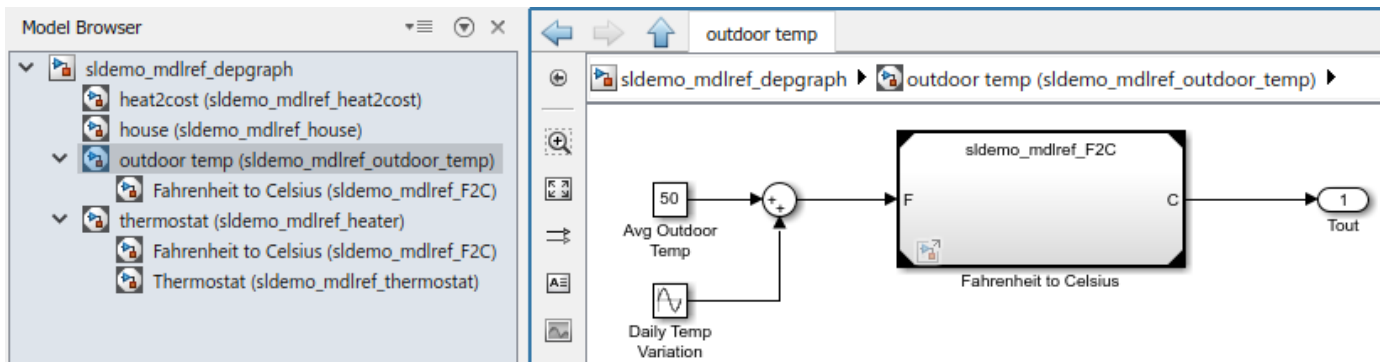 Model Browser
sldemo_mdlref_depgraph
heat2cost (sldemo_mdlref_heat2cost)
house (sldemo_mdlref_house)
outdoor temp (sldemo_mdlref_outdoor_temp)
Fahrenheit to Celsius (sldemo_mdlref_F2C)
thermostat (sldemo_mdlref_heater)
Fahrenheit to Celsius (sldemo_mdlref_F2C)
Thermostat (sldemo_mdlref_thermostat)
outdoor temp
sldemo_mdlref_depgraph outdoor temp (sldemo_mdlref_outdoor_temp)
sldemo_mdlref_F2C
50
F
C
1
Avg Outdoor
Temp
Tout
Fahrenheit to Celsius
Daily Temp
Variation